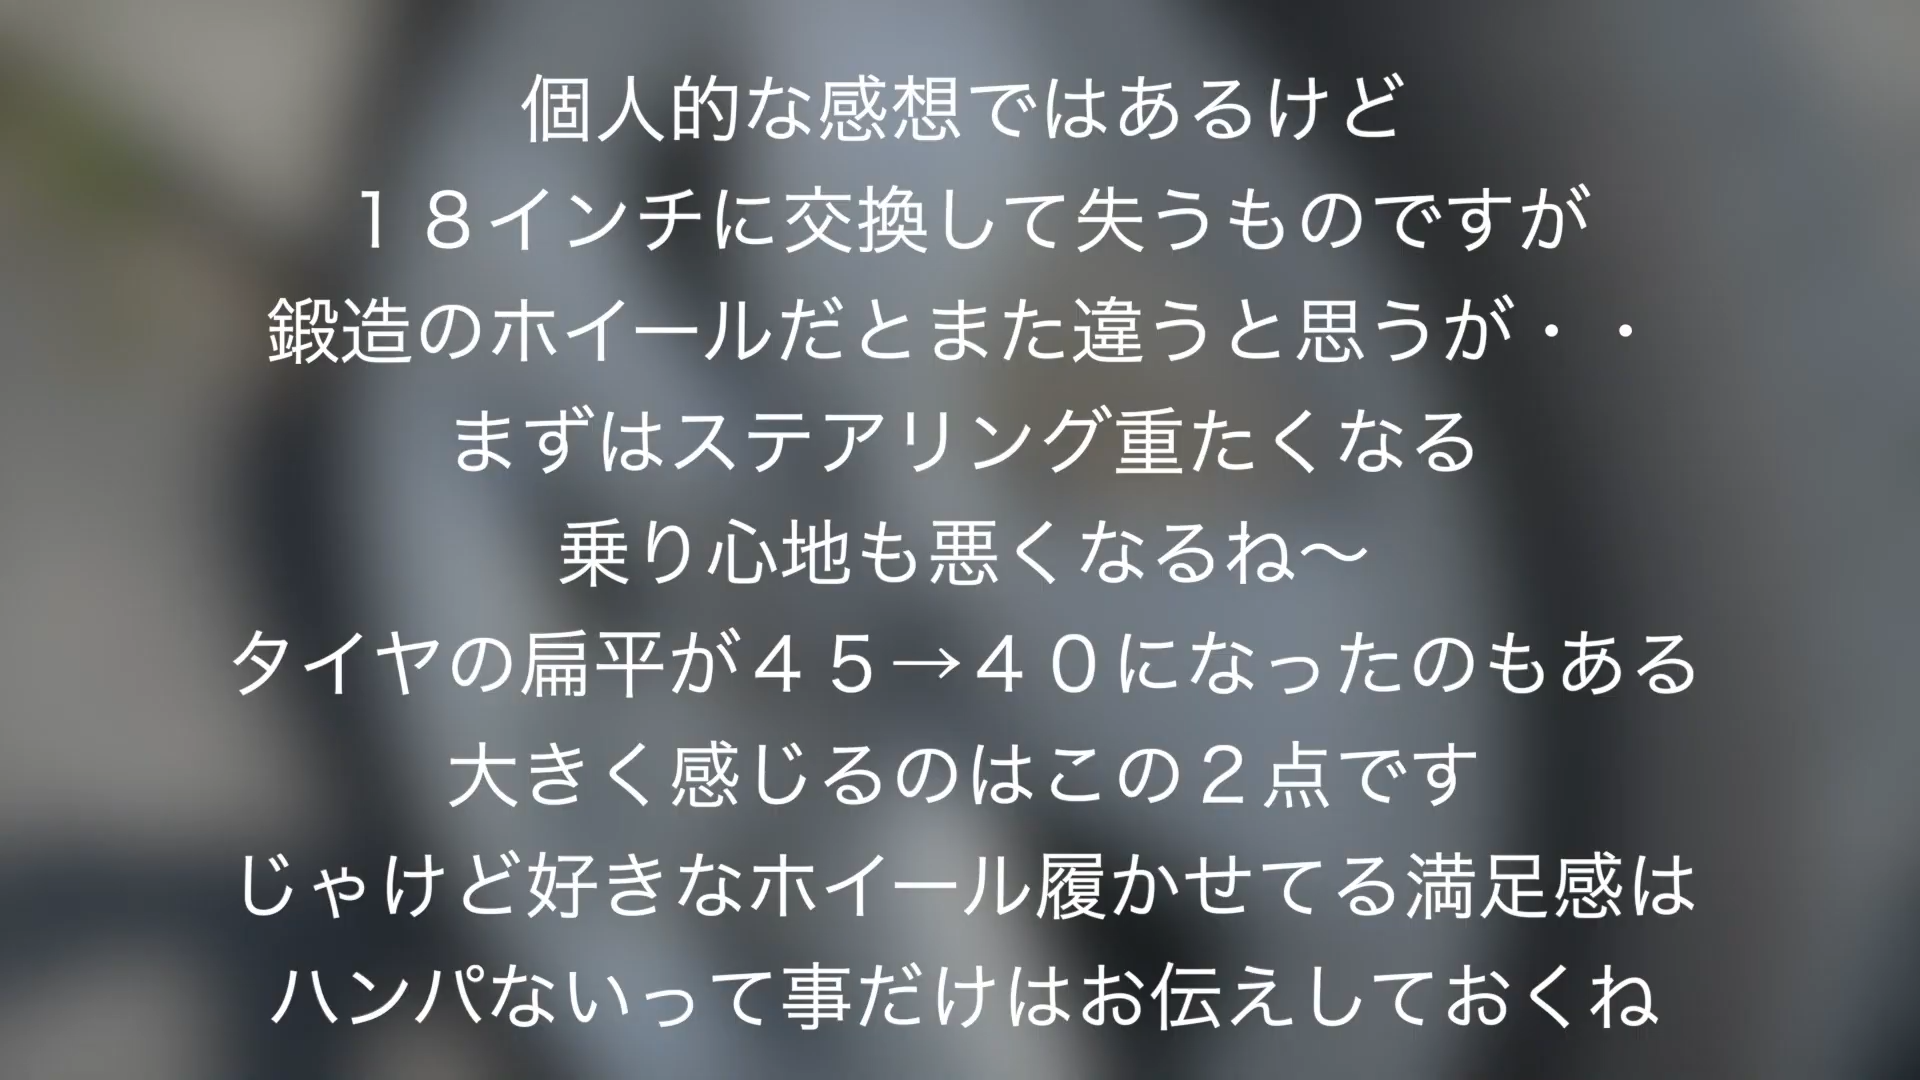 個人的な感想ではあるけど
１８インチに交換して失うものですが
鍛造のホイールだとまた違うと思うが・・
まずはステアリング重たくなる
乗り心地も悪くなるね〜
タイヤの扁平が４５→４０になったのもある
大きく感じるのはこの２点です
じゃけど好きなホイール履かせてる満足感は
ハンパないって事だけはお伝えしておくね